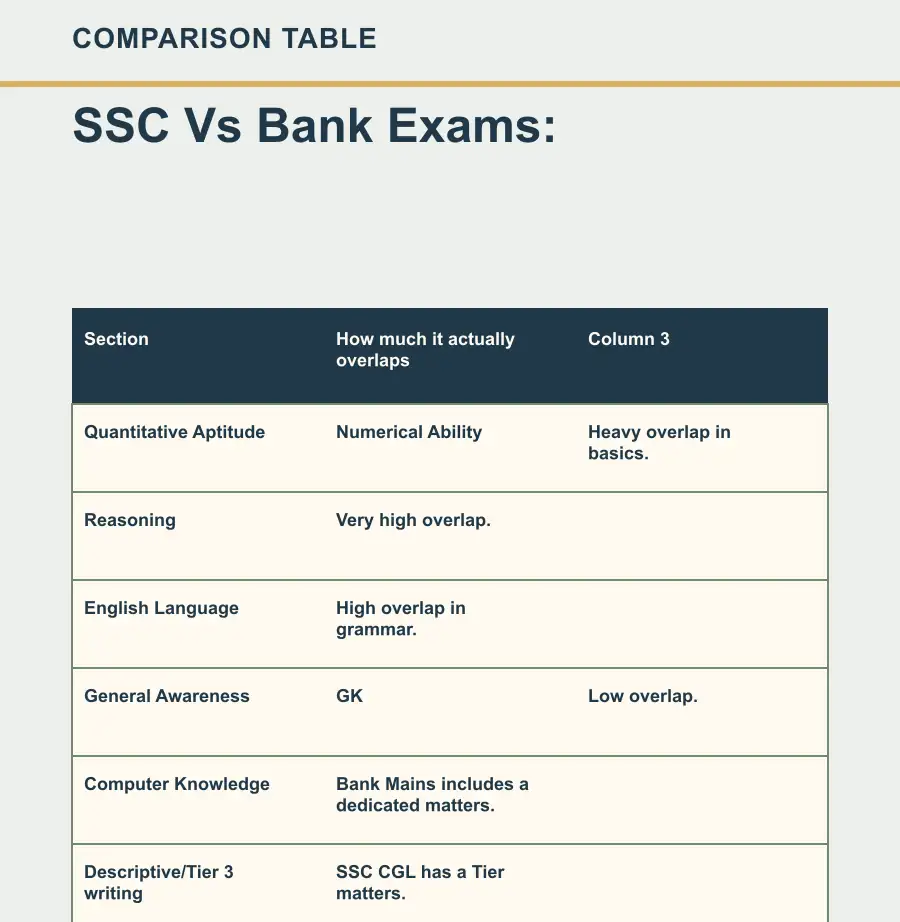 COMPARISON TABLE
SSC Vs Bank Exams:
Section
How much it actually
overlaps
Column 3
Quantitative Aptitude
Numerical Ability
Heavy overlap in
basics.
Reasoning
Very high overlap.
English Language
High overlap in
grammar.
General Awareness
GK
Low overlap.
Computer Knowledge
Bank Mains includes a
dedicated matters.
Descriptive/Tier 3
writing
SSC CGL has a Tier
matters.